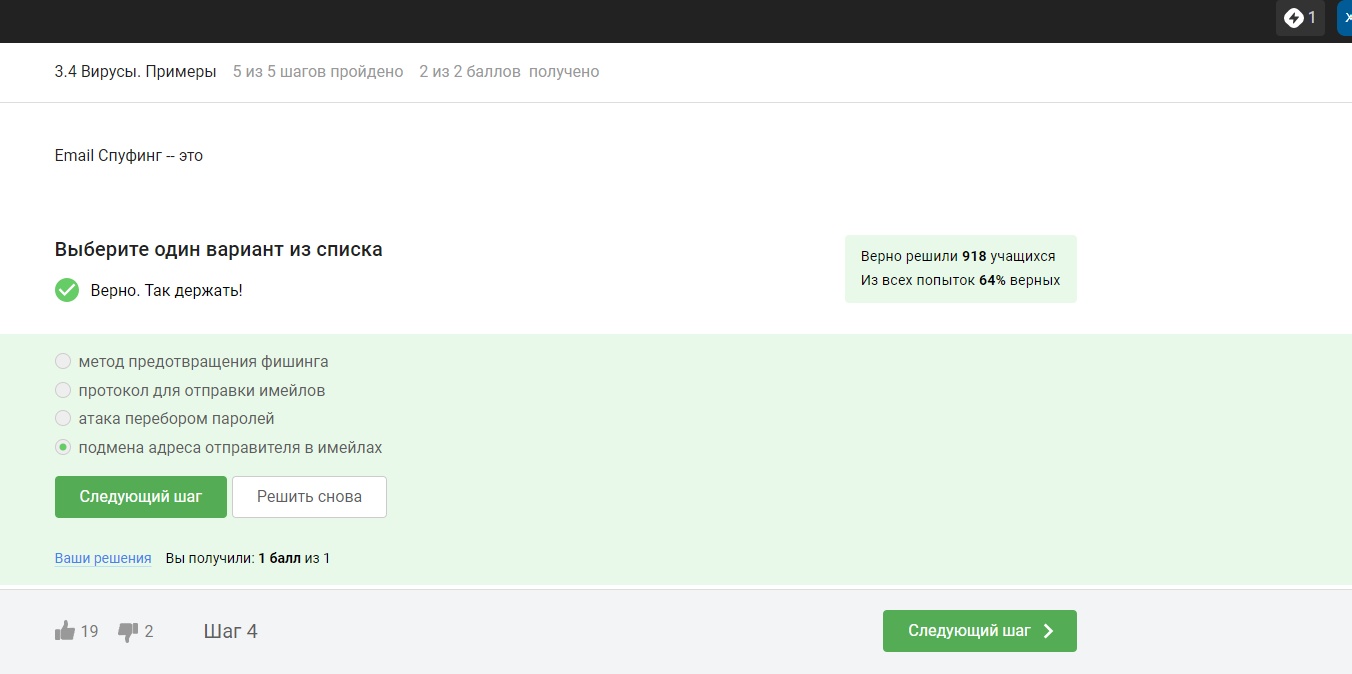 1
3.4 Вирусы. Примеры 5 из 5 шагов пройдено 2 из 2 баллов получено
Email Спуфинг -- это
Выберите один вариант из списка
Верно. Так держать!
Верно решили 918 учащихся
Из всех попыток 64% верных
метод предотвращения фишинга
протокол для отправки имейлов
атака перебором паролей
подмена адреса отправителя в имейлах
Следующий шаг Решить снова
Ваши решения Вы получили: 1 балл из 1
19 2 Шаг 4 Следующий шаг